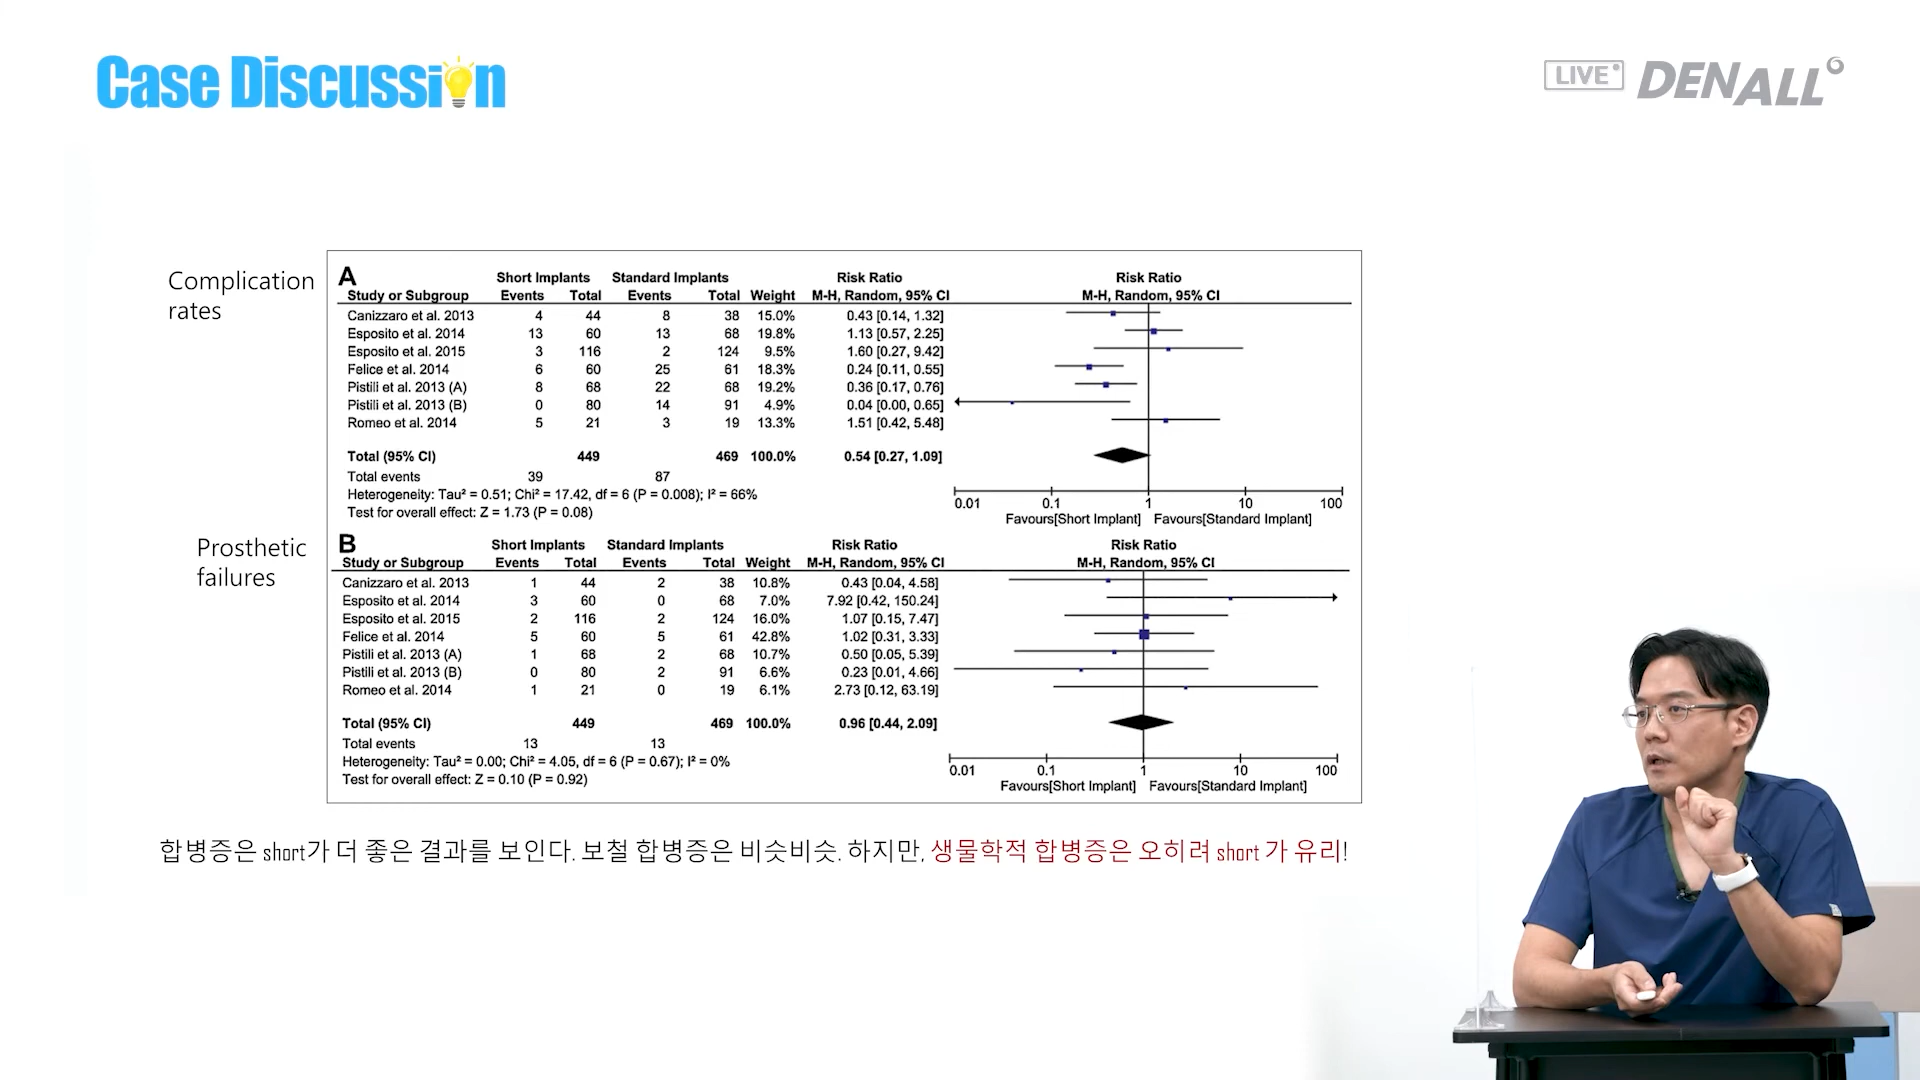 Case Discussion
LIVE DENALL
Complication
rates
A
Short Implants Standard Implants Risk Ratio Risk Ratio
Study or Subgroup Events Total Events Total Weight M-H, Random, 95% CI M-H, Random, 95% CI
Canizzaro et al. 2013 4 44 8 38 15.0% 0.43 [0.14, 1.32]
Esposito et al. 2014 13 60 13 68 19.8% 1.13 [0.57, 2.25]
Esposito et al. 2015 3 116 2 124 9.5% 1.60 [0.27, 9.42]
Felice et al. 2014 6 60 25 61 18.3% 0.24 [0.11, 0.55]
Pistili et al. 2013 (A) 8 68 22 68 19.2% 0.36 [0.17, 0.76]
Pistili et al. 2013 (B) 0 80 14 91 4.9% 0.04 [0.00, 0.65]
Romeo et al. 2014 5 21 3 19 13.3% 1.51 [0.42, 5.48]
Total (95% CI) 449 469 100.0% 0.54 [0.27, 1.09]
Total events 39 87
Heterogeneity: Tau² = 0.51; Chi² = 17.42, df = 6 (P = 0.008); I² = 66%
Test for overall effect: Z = 1.73 (P = 0.08)
0.01 0.1 1 10 100
Favours[Short Implant] Favours[Standard Implant]
Prosthetic
failures
B
Short Implants Standard Implants Risk Ratio Risk Ratio
Study or Subgroup Events Total Events Total Weight M-H, Random, 95% CI M-H, Random, 95% CI
Canizzaro et al. 2013 1 44 2 38 10.8% 0.43 [0.04, 4.58]
Esposito et al. 2014 3 60 0 68 7.0% 7.92 [0.42, 150.24]
Esposito et al. 2015 2 116 2 124 16.0% 1.07 [0.15, 7.47]
Felice et al. 2014 5 60 5 61 42.8% 1.02 [0.31, 3.33]
Pistili et al. 2013 (A) 1 68 2 68 10.7% 0.50 [0.05, 5.39]
Pistili et al. 2013 (B) 0 80 2 91 6.6% 0.23 [0.01, 4.66]
Romeo et al. 2014 1 21 0 19 6.1% 2.73 [0.12, 63.19]
Total (95% CI) 449 469 100.0% 0.96 [0.44, 2.09]
Total events 13 13
Heterogeneity: Tau² = 0.00; Chi² = 4.05, df = 6 (P = 0.67); I² = 0%
Test for overall effect: Z = 0.10 (P = 0.92)
0.01 0.1 1 10 100
Favours[Short Implant] Favours[Standard Implant]
합병증은 short가 더 좋은 결과를 보인다. 보철 합병증은 비슷비슷. 하지만, 생물학적 합병증은 오히려 short 가 유리!